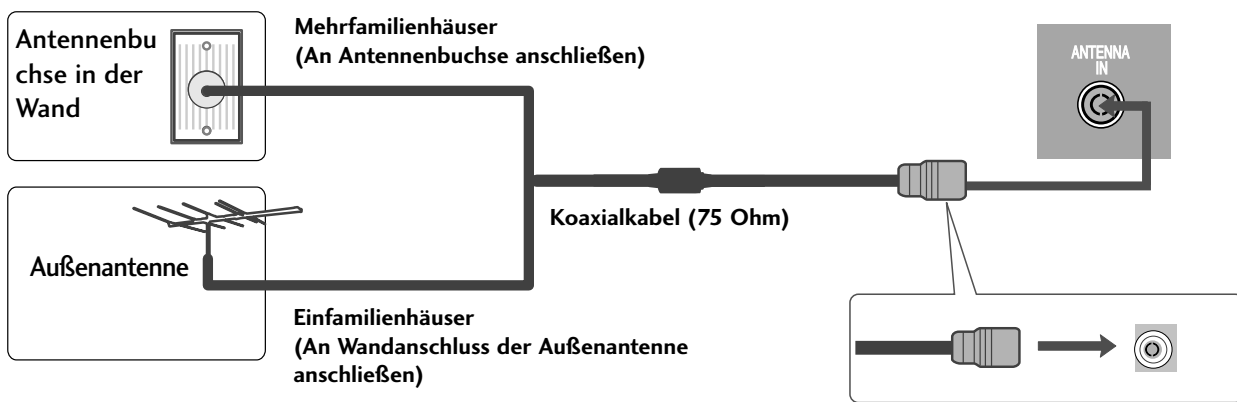 Antennenbu
chse in der
Wand
Mehrfamilienhäuser
(An Antennenbuchse anschließen)
ANTENNA
IN
Koaxialkabel (75 Ohm)
Außenantenne
Einfamilienhäuser
(An Wandanschluss der Außenantenne
anschließen)